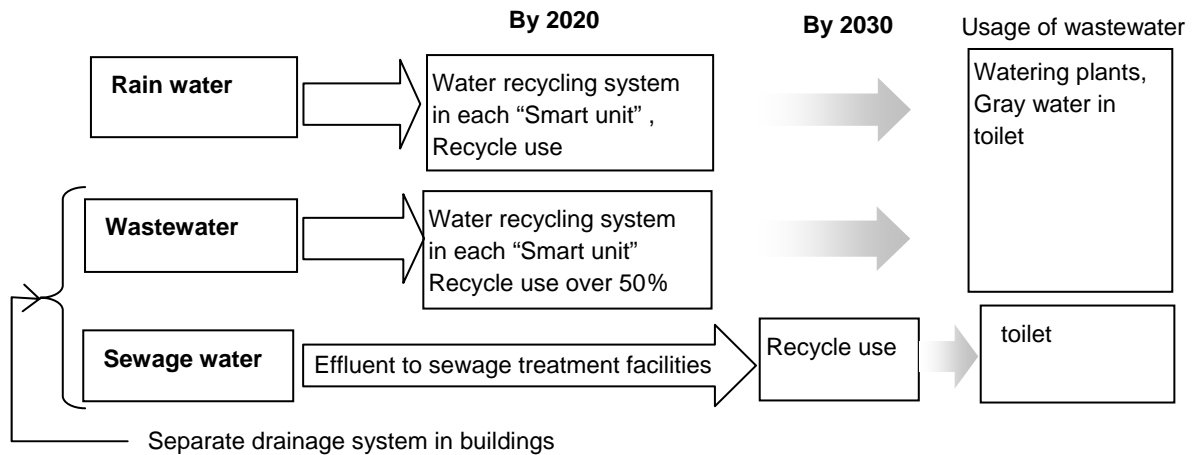 By 2020
By 2030
Usage of wastewater
Rain water
Water recycling system
in each “Smart unit” ,
Recycle use
Watering plants,
Gray water in
toilet
Wastewater
Water recycling system
in each “Smart unit”
Recycle use over 50%
Sewage water
Effluent to sewage treatment facilities
Recycle use
toilet
Separate drainage system in buildings